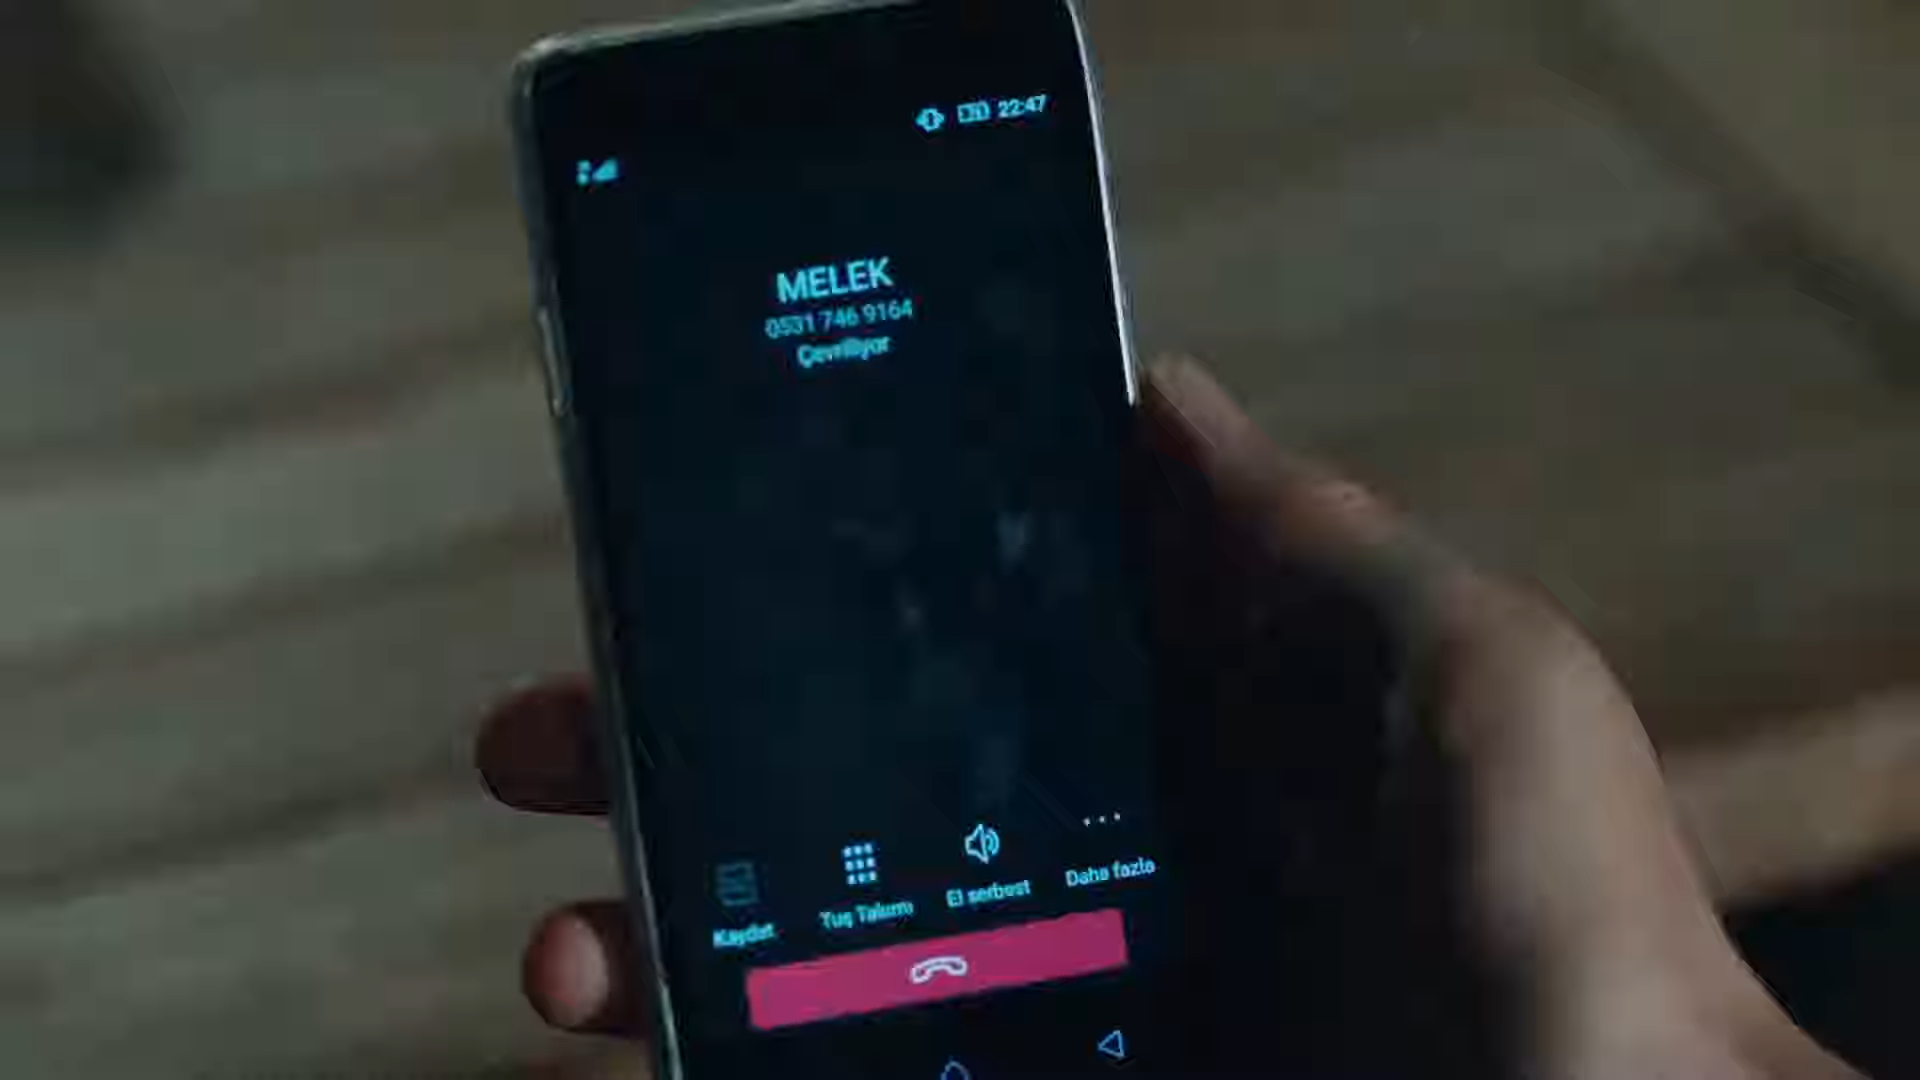 22:47
MELEK
0531 746 9164
Çevriliyor
Kaydet
Tuş Takımı
El serbest
Daha fazla